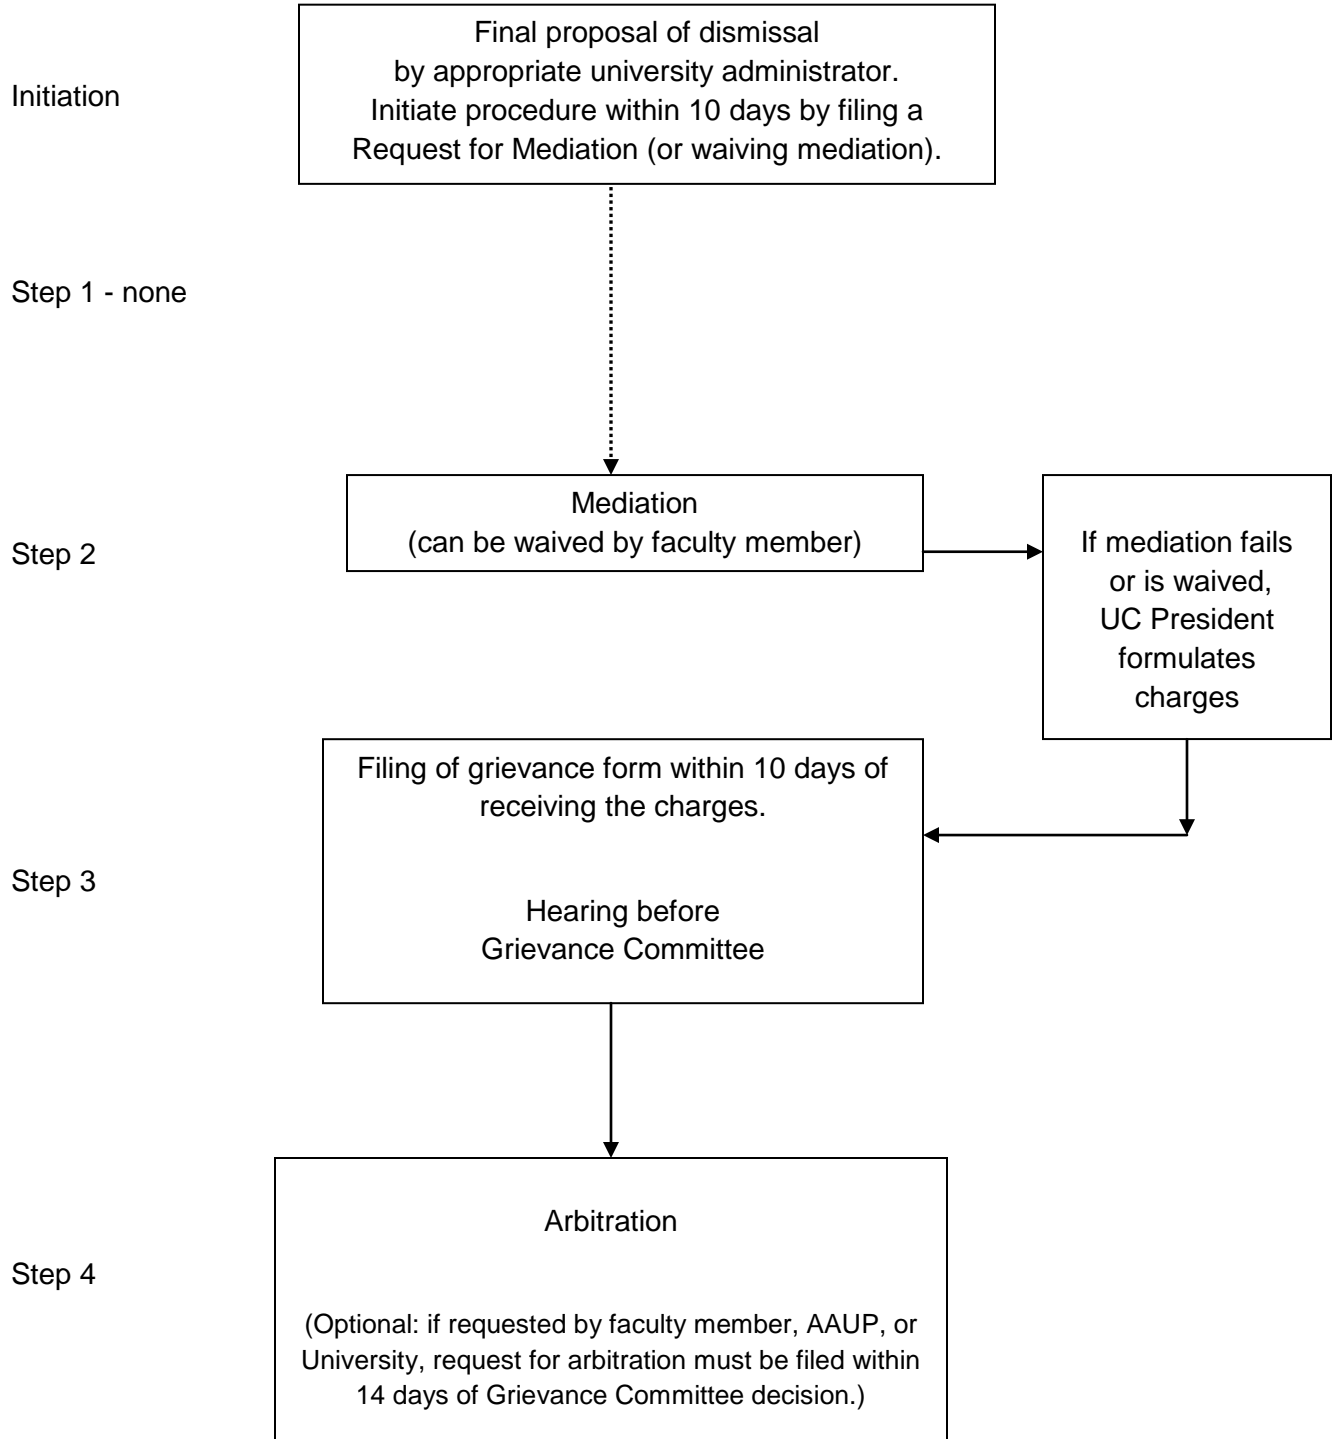 Final proposal of dismissal
by appropriate university administrator.
Initiation
Initiate procedure within 10 days by filing a
Request for Mediation (or waiving mediation).
Step 1 - none
Mediation
(can be waived by faculty member)
Step 2
If mediation fails
or is waived,
UC President
formulates
charges
Filing of grievance form within 10 days of
receiving the charges.
Step 3
Hearing before
Grievance Committee
Arbitration
Step 4
(Optional: if requested by faculty member, AAUP, or
University, request for arbitration must be filed within
14 days of Grievance Committee decision.)